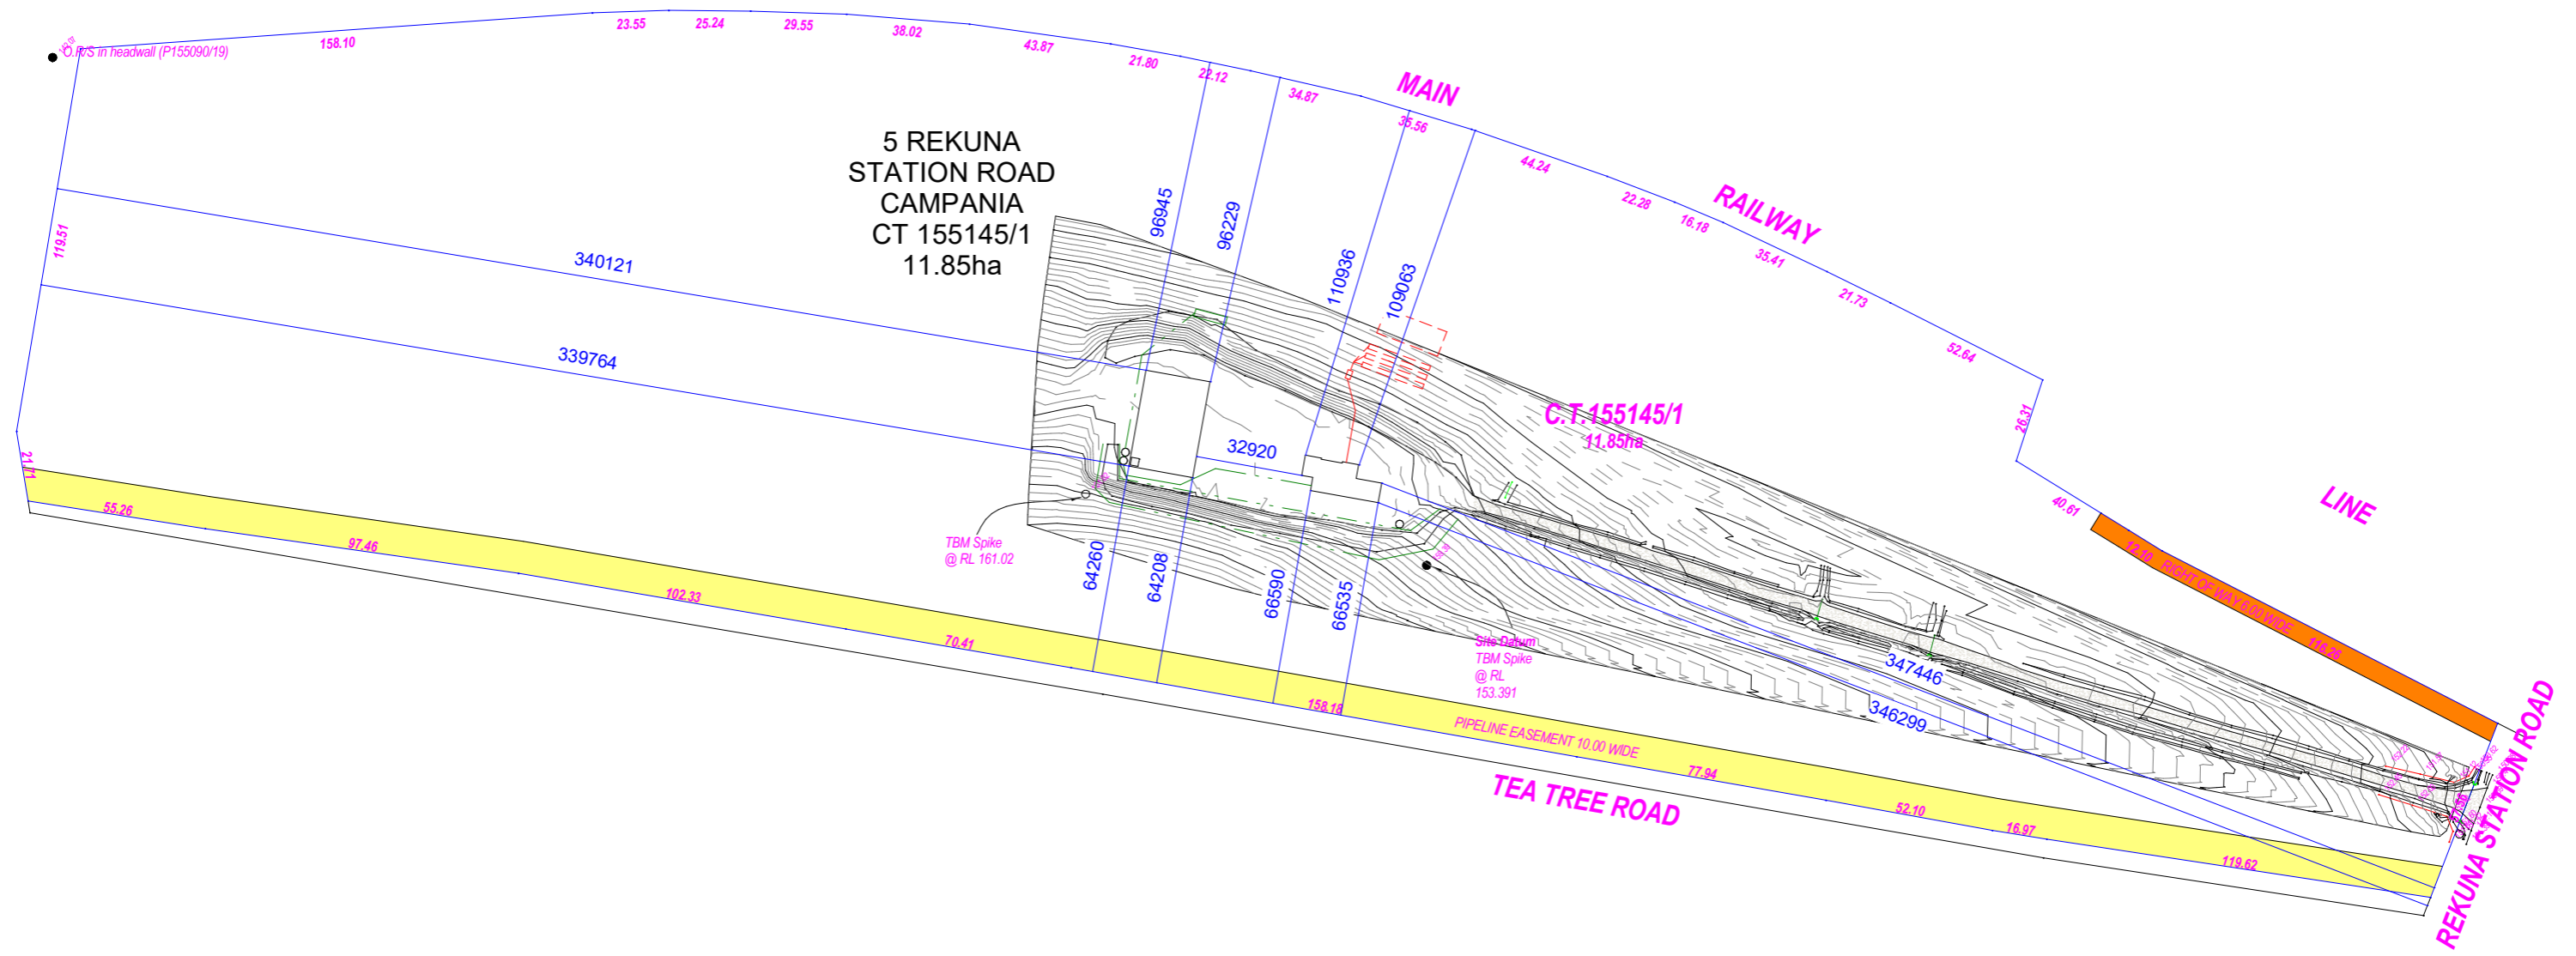 158.10
23.55
25.24
29.55
38.02
43.87
21.80
22.12
34.87
35.56
44.24
22.28
16.18
35.41
21.73
52.64
26.31
40.61
MAIN
RAILWAY
LINE
in headwall (P155090/19)
5 REKUNA
STATION ROAD
CAMPANIA
CT 155145/1
11.85ha
119.51
21.71
340121
339764
96945
96229
110936
109063
32920
C.T.155145/1
11.85ha
TBM Spike
@ RL 161.02
64260
64208
66590
66535
Site Datum
TBM Spike
@ RL
153.391
347446
346299
12.10
RIGHT OF WAY 6.00 WIDE
116.26
55.26
97.46
102.33
70.41
158.18
PIPELINE EASEMENT 10.00 WIDE
77.94
52.10
16.97
119.62
TEA TREE ROAD
REKUNA STATION ROAD